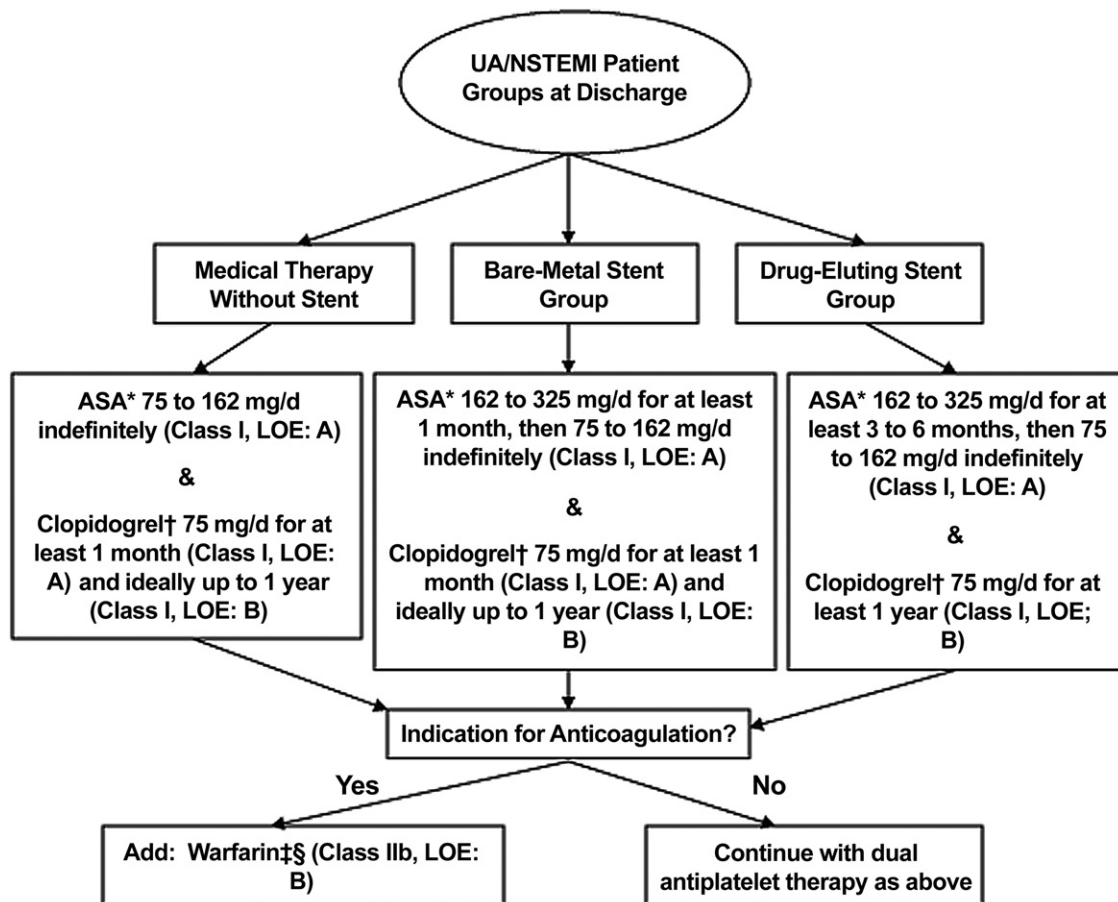 UA/NSTEMI Patient
Groups at Discharge
Medical Therapy
Without Stent
Bare-Metal Stent
Group
Drug-Eluting Stent
Group
ASA* 75 to 162 mg/d
indefinitely (Class I, LOE: A)
&
Clopidogrel† 75 mg/d for at
least 1 month (Class I, LOE:
A) and ideally up to 1 year
(Class I, LOE: B)
ASA* 162 to 325 mg/d for at least
1 month, then 75 to 162 mg/d
indefinitely (Class I, LOE: A)
&
Clopidogrel† 75 mg/d for at least 1
month (Class I, LOE: A) and
ideally up to 1 year (Class I, LOE:
B)
ASA* 162 to 325 mg/d for at
least 3 to 6 months, then 75
to 162 mg/d indefinitely
(Class I, LOE: A)
&
Clopidogrel† 75 mg/d for at
least 1 year (Class I, LOE;
B)
Indication for Anticoagulation?
Yes
No
Add: Warfarin‡§ (Class IIb, LOE:
B)
Continue with dual
antiplatelet therapy as above